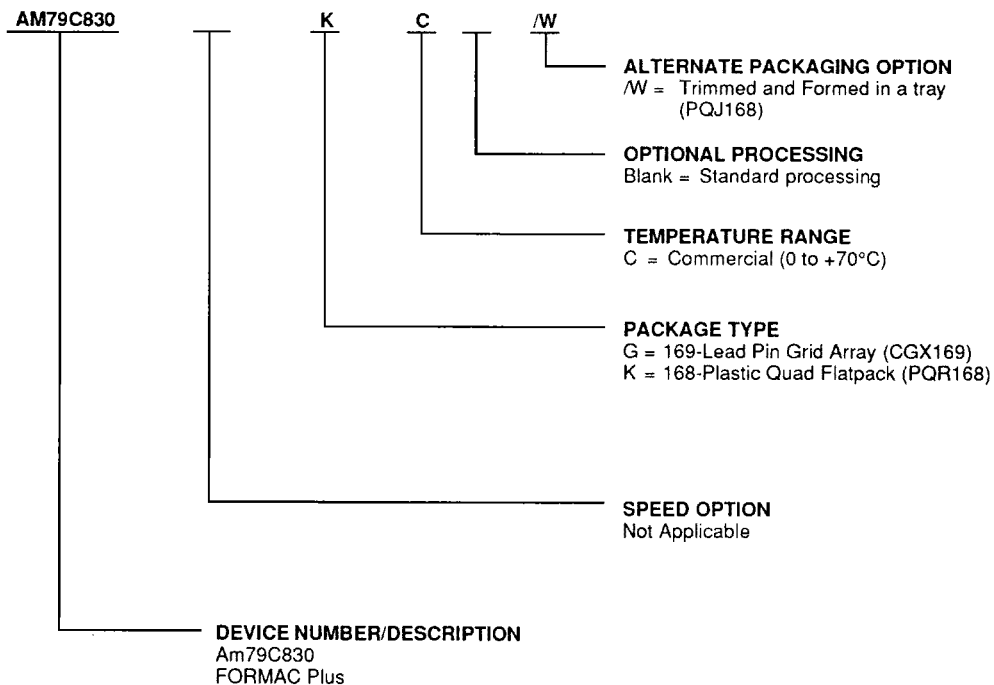 AM79C830 K C /W
ALTERNATE PACKAGING OPTION
/W = Trimmed and Formed in a tray
(PQJ168)
OPTIONAL PROCESSING
Blank = Standard processing
TEMPERATURE RANGE
C = Commercial (0 to +70°C)
PACKAGE TYPE
G = 169-Lead Pin Grid Array (CGX169)
K = 168-Plastic Quad Flatpack (PQR168)
SPEED OPTION
Not Applicable
DEVICE NUMBER/DESCRIPTION
Am79C830
FORMAC Plus